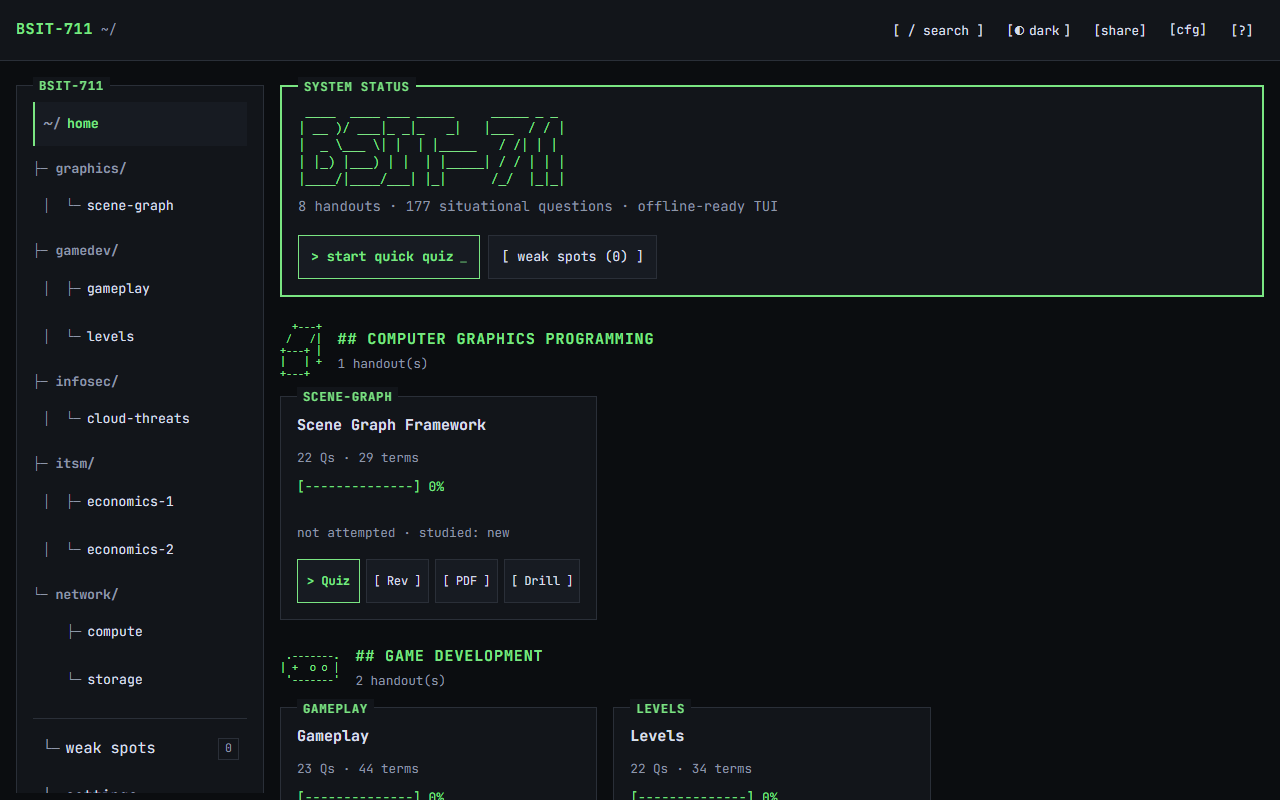 BSIT-711 ~/
[ / search ] [◐ dark ] [share] [cfg] [?]
BSIT-711
~/ home
├─ graphics/
│ └─ scene-graph
├─ gamedev/
│ ├─ gameplay
│ └─ levels
├─ infosec/
│ └─ cloud-threats
├─ itsm/
│ ├─ economics-1
│ └─ economics-2
└─ network/
├─ compute
└─ storage
└─ weak spots 0
SYSTEM STATUS
BSIT-711
8 handouts · 177 situational questions · offline-ready TUI
> start quick quiz _ [ weak spots (0) ]
## COMPUTER GRAPHICS PROGRAMMING
1 handout(s)
SCENE-GRAPH
Scene Graph Framework
22 Qs · 29 terms
[--------------] 0%
not attempted · studied: new
> Quiz [ Rev ] [ PDF ] [ Drill ]
## GAME DEVELOPMENT
2 handout(s)
GAMEPLAY
Gameplay
23 Qs · 44 terms
[--------------] 0%
LEVELS
Levels
22 Qs · 34 terms
[--------------] 0%